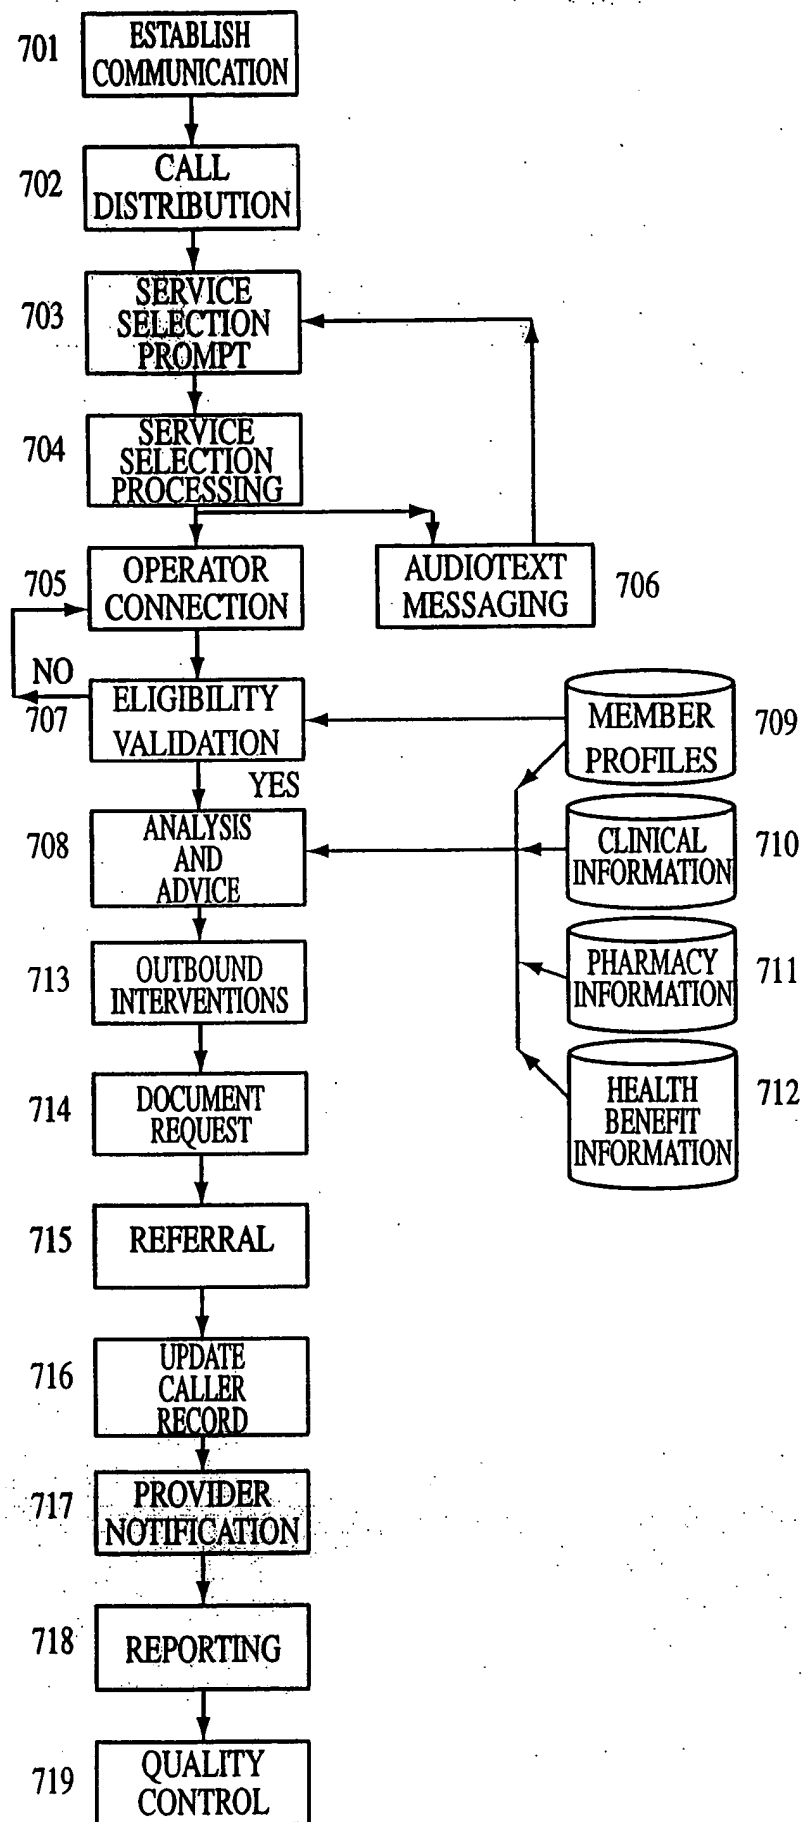 701
ESTABLISH
COMMUNICATION
702
CALL
DISTRIBUTION
703
SERVICE
SELECTION
PROMPT
704
SERVICE
SELECTION
PROCESSING
705
OPERATOR
CONNECTION
AUDIOTEXT
MESSAGING
706
NO
707
ELIGIBILITY
VALIDATION
MEMBER
PROFILES
709
YES
708
ANALYSIS
AND
ADVICE
CLINICAL
INFORMATION
710
713
OUTBOUND
INTERVENTIONS
PHARMACY
INFORMATION
711
714
DOCUMENT
REQUEST
HEALTH
BENEFIT
INFORMATION
712
715
REFERRAL
716
UPDATE
CALLER
RECORD
717
PROVIDER
NOTIFICATION
718
REPORTING
719
QUALITY
CONTROL